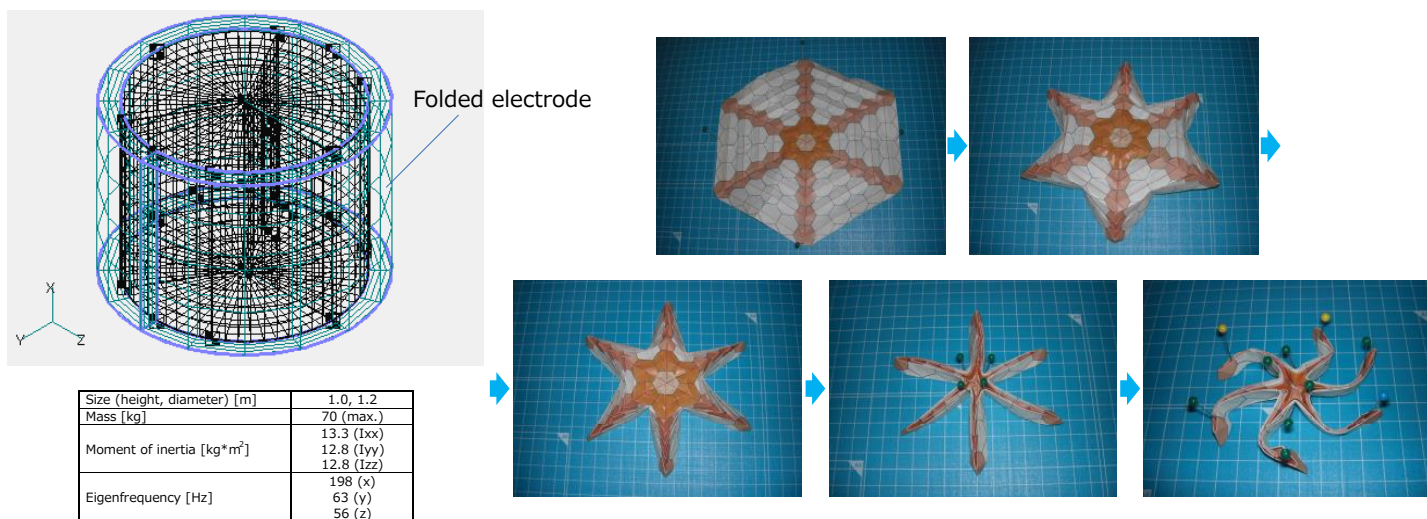 Folded electrode
X
Y
Z
Size (height, diameter) [m] 1.0, 1.2
Mass [kg] 70 (max.)
Moment of inertia [kg*m²] 13.3 (Ixx)
12.8 (Iyy)
12.8 (Izz)
Eigenfrequency [Hz] 198 (x)
63 (y)
56 (z)